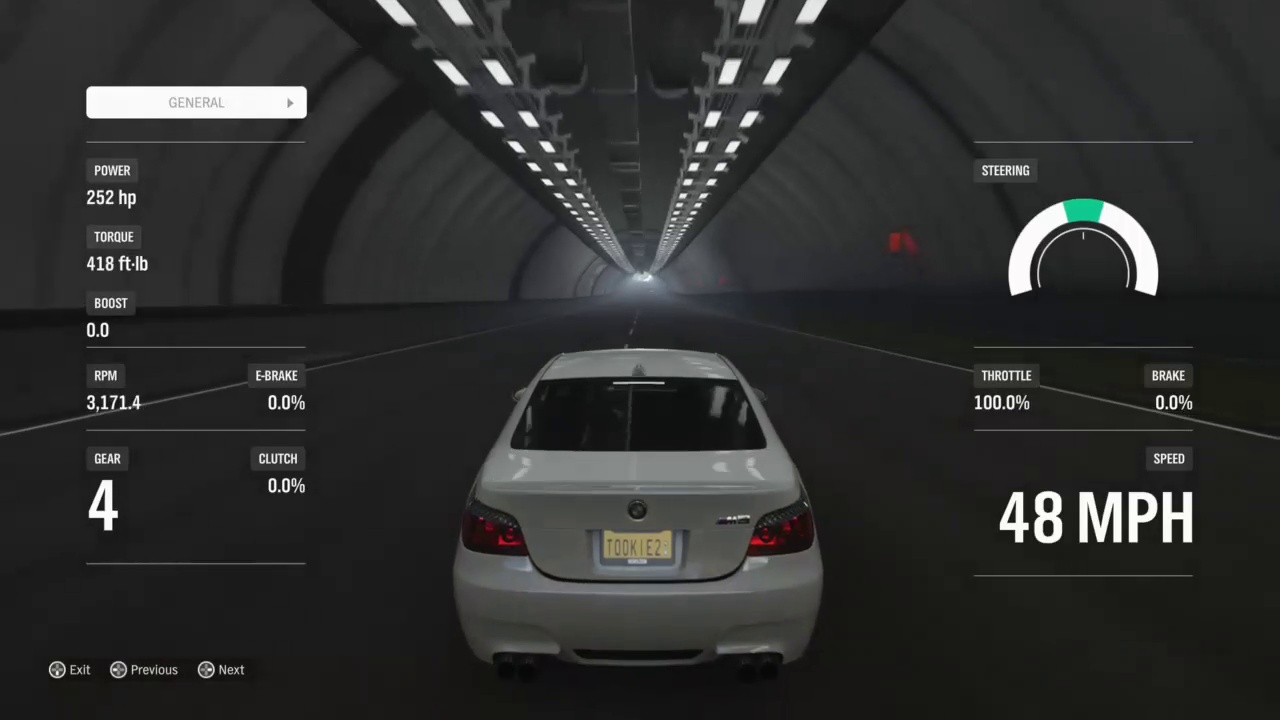 GENERAL
POWER
252 hp
TORQUE
418 ft·lb
BOOST
0.0
RPM
E-BRAKE
3,171.4
0.0%
GEAR
CLUTCH
4
0.0%
STEERING
THROTTLE
BRAKE
100.0%
0.0%
SPEED
48 MPH
TOOKIE2
Exit
Previous
Next